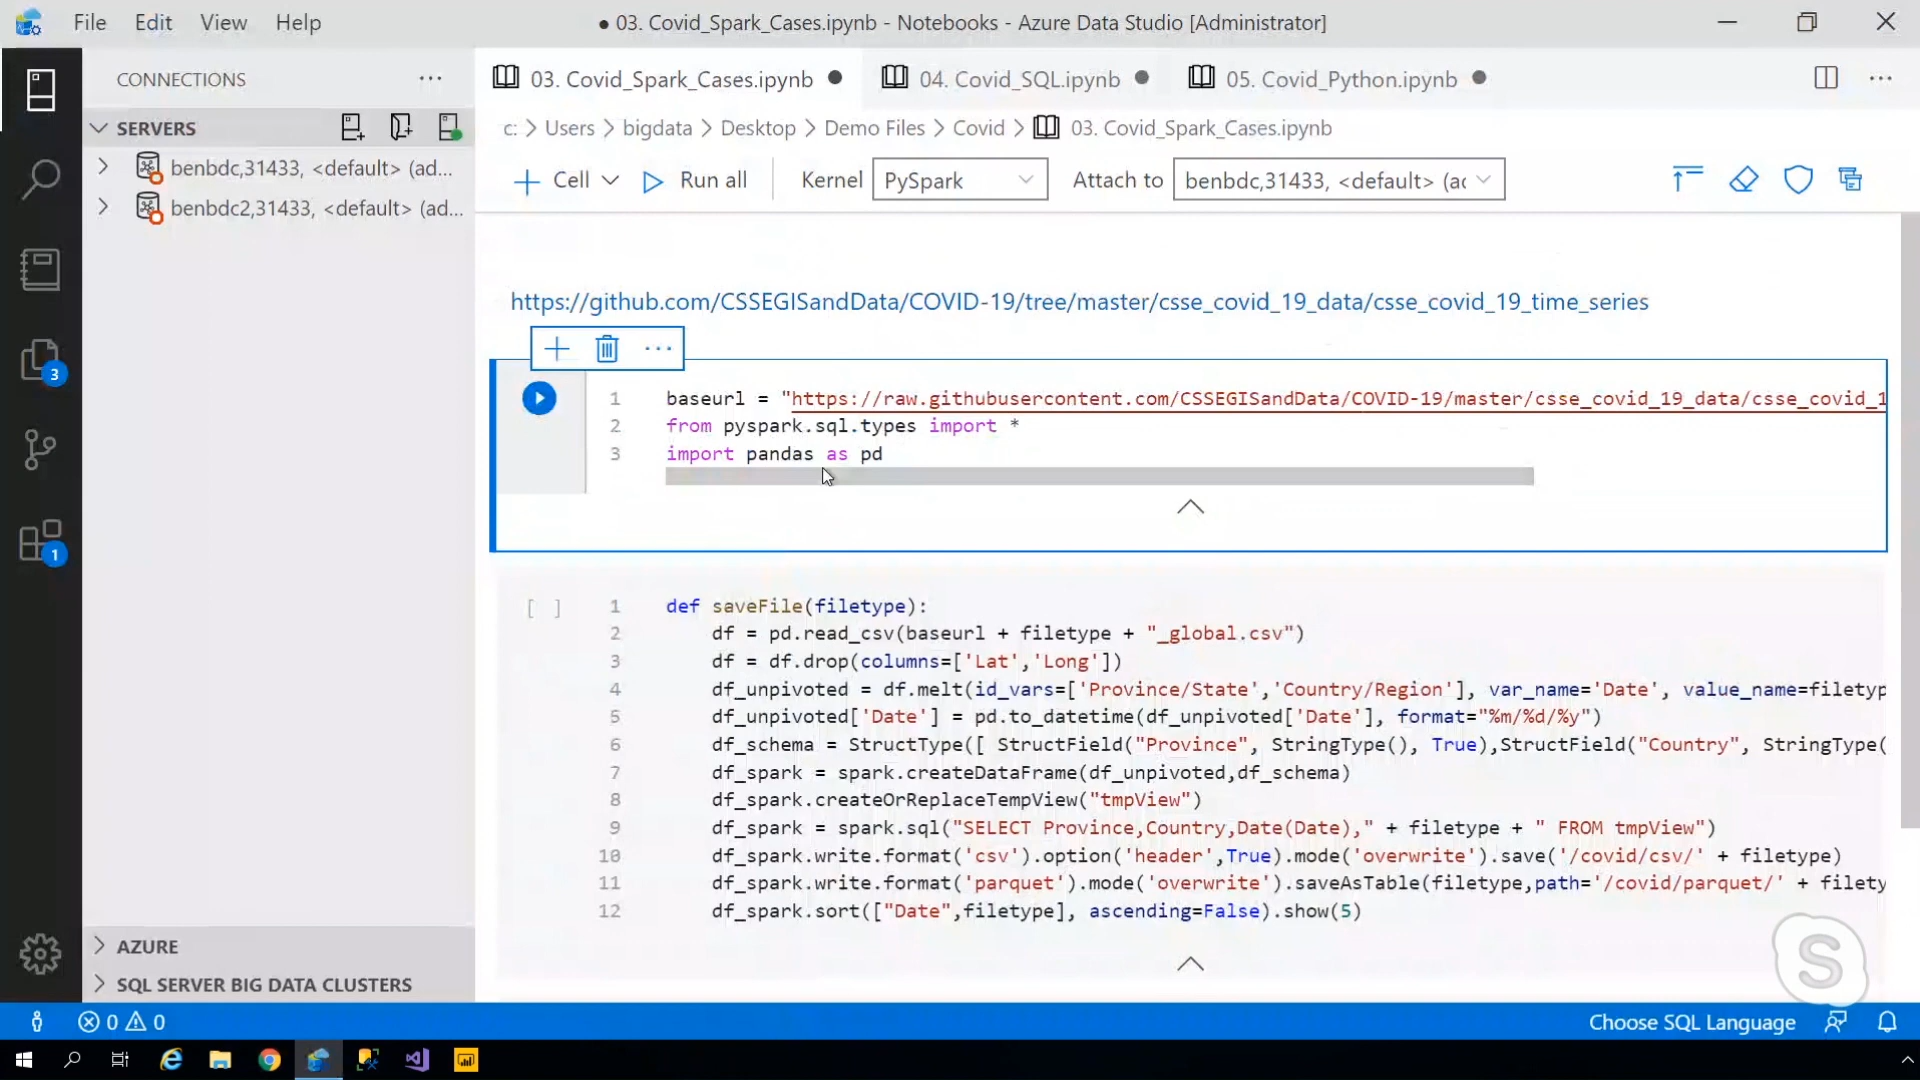 File Edit View Help
● 03. Covid_Spark_Cases.ipynb - Notebooks - Azure Data Studio [Administrator]
CONNECTIONS
03. Covid_Spark_Cases.ipynb
04. Covid_SQL.ipynb
05. Covid_Python.ipynb
SERVERS
c: > Users > bigdata > Desktop > Demo Files > Covid > 03. Covid_Spark_Cases.ipynb
benbdc,31433, <default> (ad...
benbdc2,31433, <default> (ad...
Cell Run all Kernel PySpark Attach to benbdc,31433, <default> (ac
https://github.com/CSSEGISandData/COVID-19/tree/master/csse_covid_19_data/csse_covid_19_time_series
1 baseurl = "https://raw.githubusercontent.com/CSSEGISandData/COVID-19/master/csse_covid_19_data/csse_covid_1
2 from pyspark.sql.types import *
3 import pandas as pd
[ ] 1 def saveFile(filetype):
2 df = pd.read_csv(baseurl + filetype + "_global.csv")
3 df = df.drop(columns=['Lat','Long'])
4 df_unpivoted = df.melt(id_vars=['Province/State','Country/Region'], var_name='Date', value_name=filetyp
5 df_unpivoted['Date'] = pd.to_datetime(df_unpivoted['Date'], format="%m/%d/%y")
6 df_schema = StructType([ StructField("Province", StringType(), True),StructField("Country", StringType(
7 df_spark = spark.createDataFrame(df_unpivoted,df_schema)
8 df_spark.createOrReplaceTempView("tmpView")
9 df_spark = spark.sql("SELECT Province,Country,Date(Date)," + filetype + " FROM tmpView")
10 df_spark.write.format('csv').option('header',True).mode('overwrite').save('/covid/csv/' + filetype)
11 df_spark.write.format('parquet').mode('overwrite').saveAsTable(filetype,path='/covid/parquet/' + filety
12 df_spark.sort(["Date",filetype], ascending=False).show(5)
3
1
AZURE
SQL SERVER BIG DATA CLUSTERS
S
0 0
Choose SQL Language